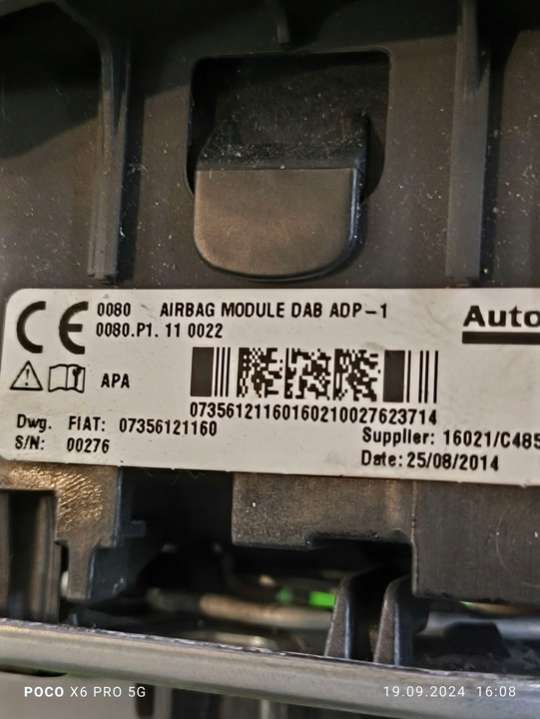 CE 0080 AIRBAG MODULE DAB ADP-1
0080.P1. 11 0022
Auto
APA
07356121160160210027623714
Dwg. FIAT: 07356121160
S/N: 00276
Supplier: 16021/C485
Date: 25/08/2014
POCO X6 PRO 5G
19.09.2024 16:08